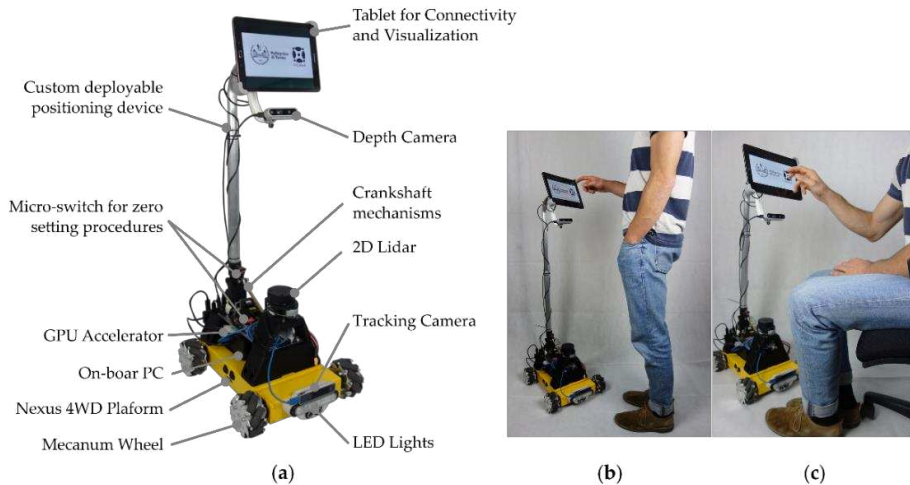 Tablet for Connectivity
and Visualization
Custom deployable
positioning device
Depth Camera
Micro-switch for zero
setting procedures
Crankshaft
mechanisms
2D Lidar
GPU Accelerator
Tracking Camera
On-boar PC
Nexus 4WD Plaform
Mecanum Wheel
LED Lights
(a)
(b)
(c)